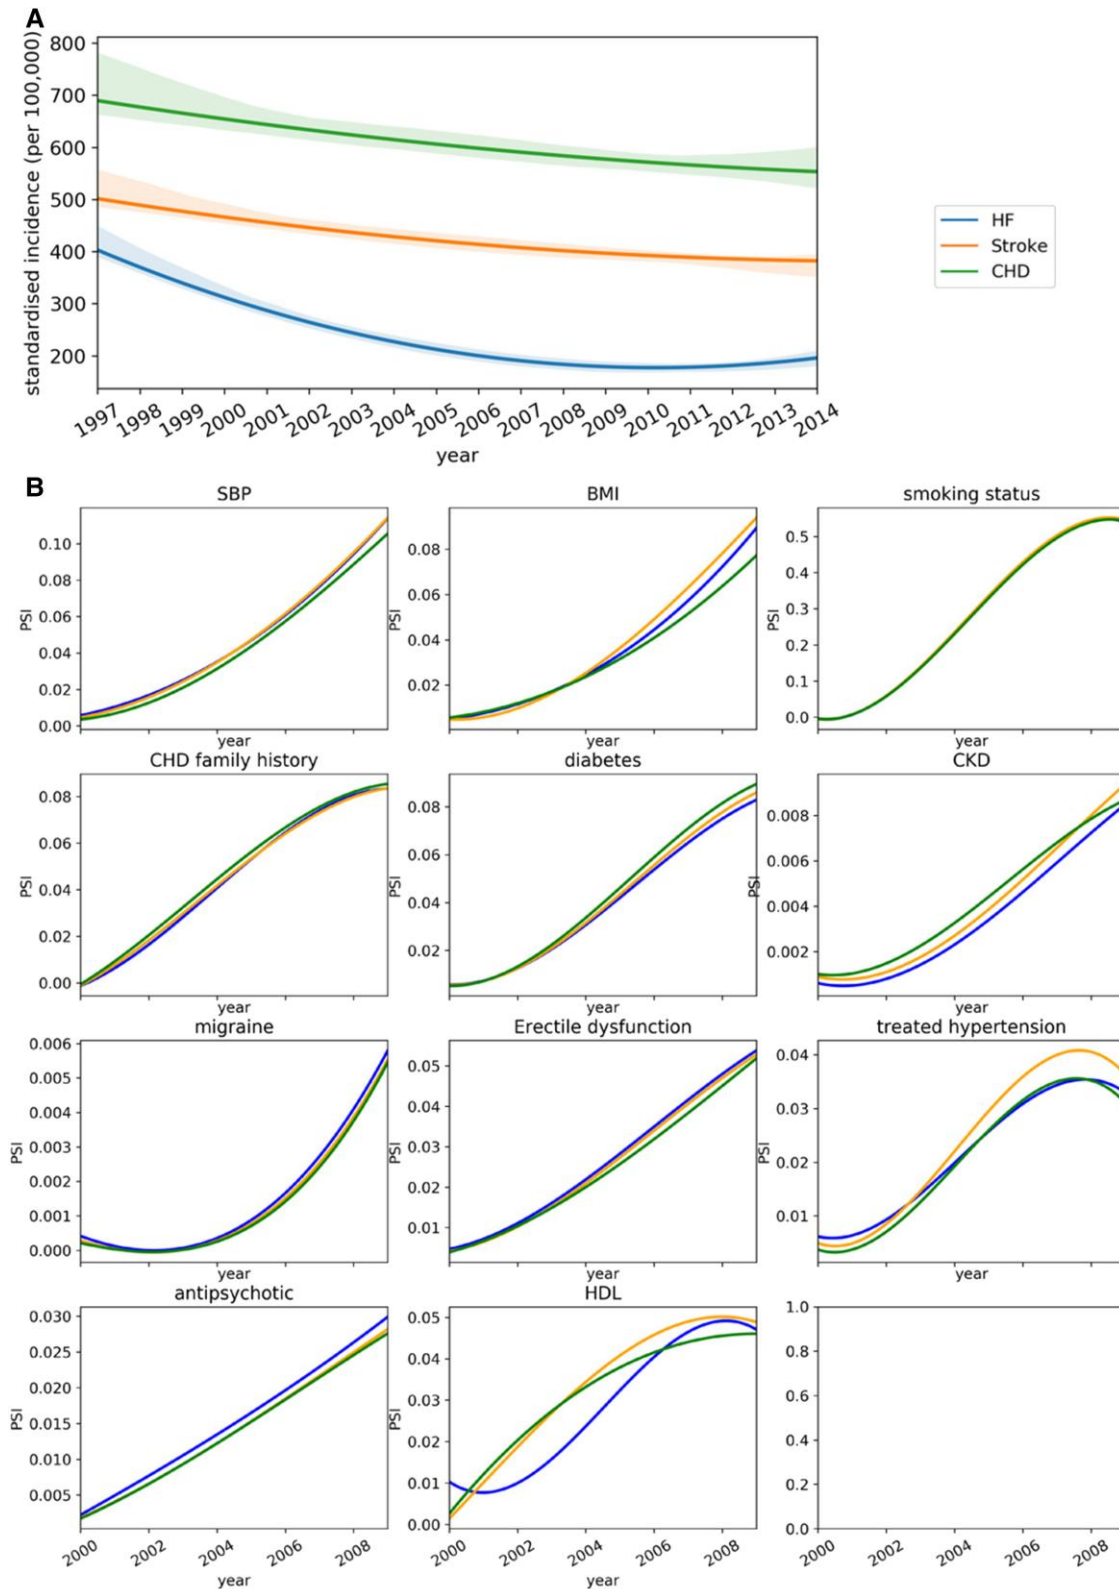 A
standardised incidence (per 100,000)
800
700
600
500
400
300
200
1997 1998 1999 2000 2001 2002 2003 2004 2005 2006 2007 2008 2009 2010 2011 2012 2013 2014
year
HF
Stroke
CHD
B
SBP
PSI
0.10
0.08
0.06
0.04
0.02
0.00
year
BMI
PSI
0.08
0.06
0.04
0.02
year
smoking status
PSI
0.5
0.4
0.3
0.2
0.1
0.0
year
CHD family history
PSI
0.08
0.06
0.04
0.02
0.00
year
diabetes
PSI
0.08
0.06
0.04
0.02
year
CKD
PSI
0.008
0.006
0.004
0.002
year
migraine
PSI
0.006
0.005
0.004
0.003
0.002
0.001
0.000
year
Erectile dysfunction
PSI
0.05
0.04
0.03
0.02
0.01
year
treated hypertension
PSI
0.04
0.03
0.02
0.01
year
antipsychotic
PSI
0.030
0.025
0.020
0.015
0.010
0.005
2000 2002 2004 2006 2008
year
HDL
PSI
0.05
0.04
0.03
0.02
0.01
0.00
2000 2002 2004 2006 2008
year
1.0
0.8
0.6
0.4
0.2
0.0
2000 2002 2004 2006 2008